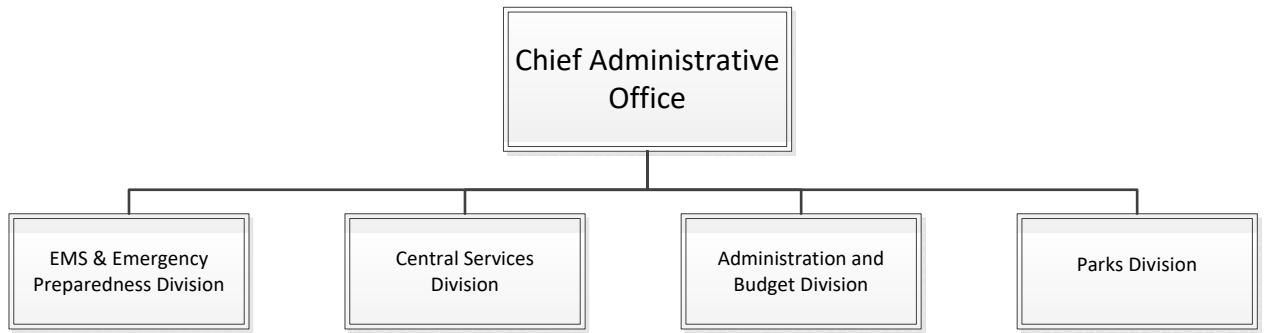 Chief Administrative
Office
EMS & Emergency
Preparedness Division
Central Services
Division
Administration and
Budget Division
Parks Division